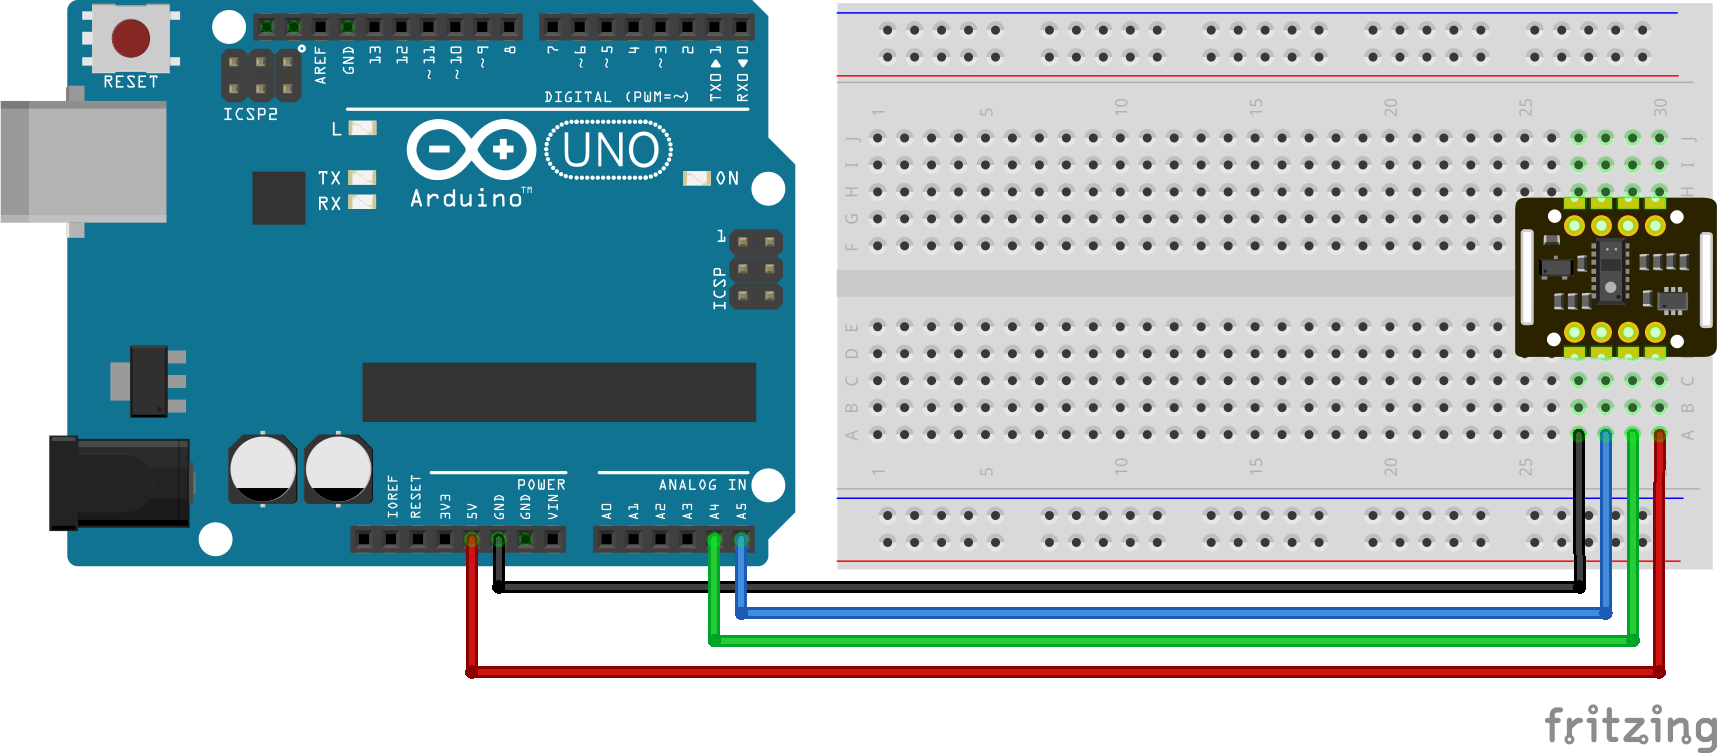 RESET
ICSP2
AREF
GND
13
12
~11
~10
~9
8
7
~6
~5
4
~3
2
TX0▶1
RX0◀0
DIGITAL (PWM=~)
L
TX
RX
UNO
Arduino™
ON
1
ICSP
IOREF
RESET
3V3
5V
GND
GND
VIN
POWER
A0
A1
A2
A3
A4
A5
ANALOG IN
1
5
10
15
20
25
30
J
I
H
G
F
E
D
C
B
A
J
I
H
C
B
A
1
5
10
15
20
25
fritzing